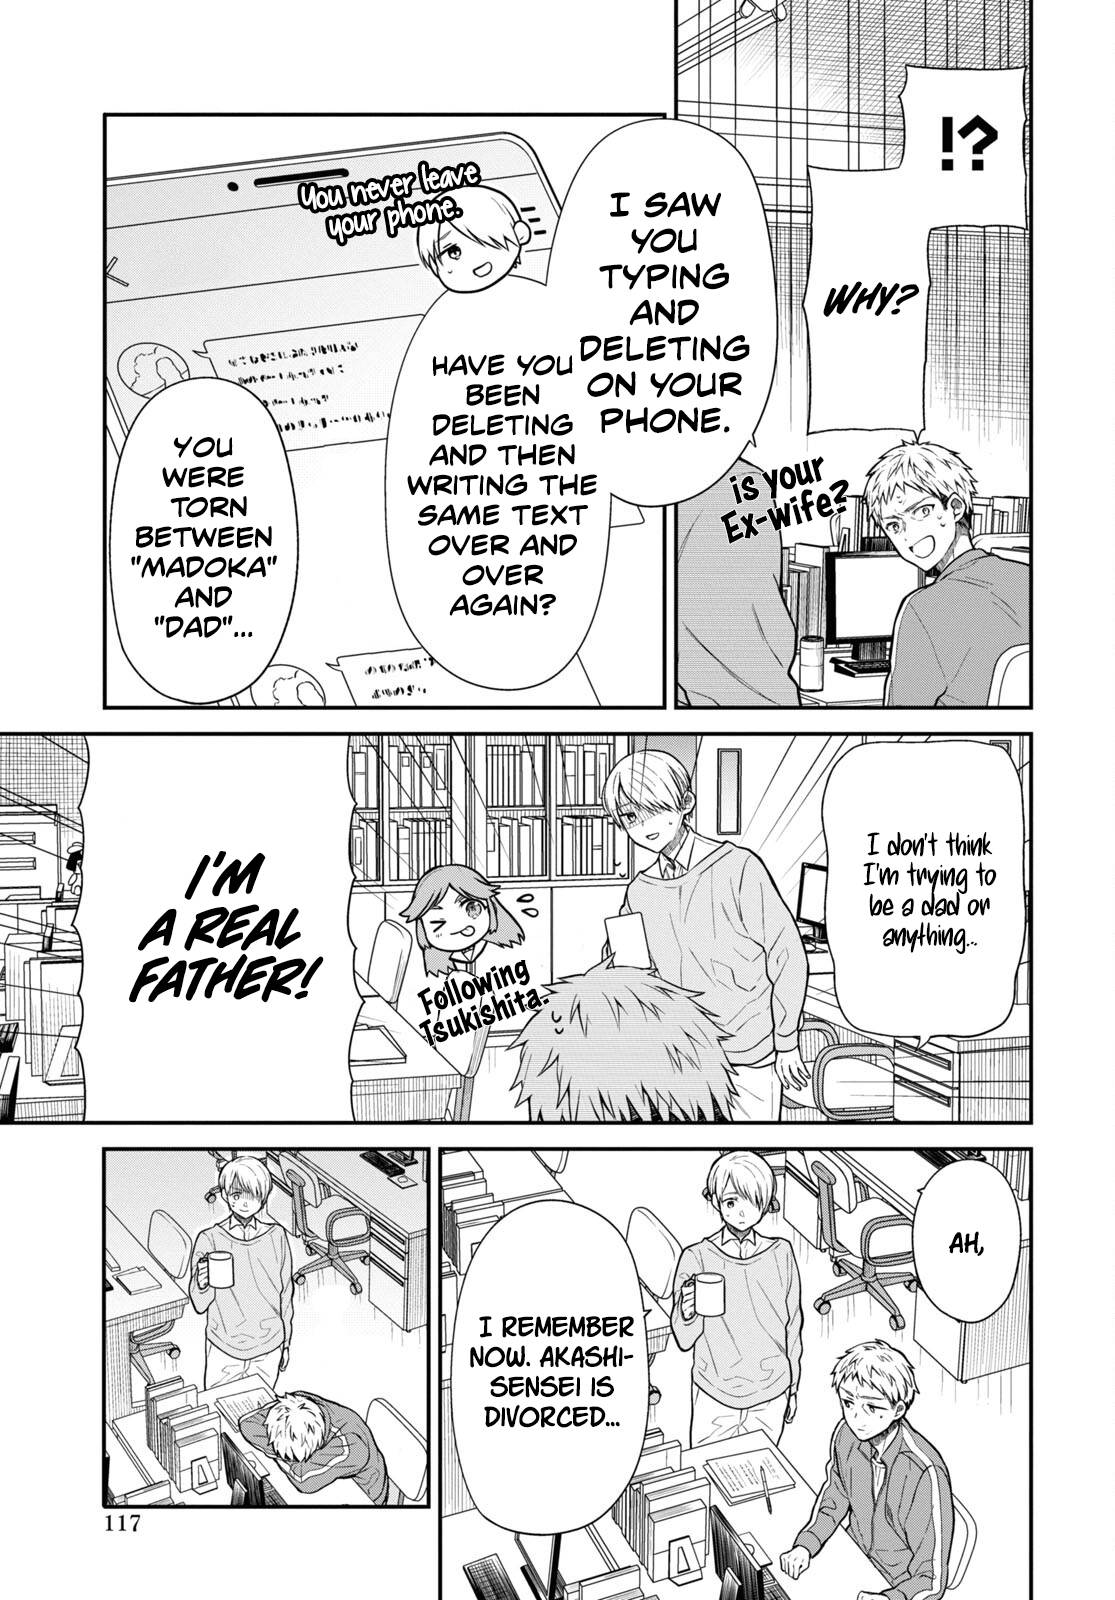 !?
WHY?
is your
Ex-wife?
I SAW
YOU
TYPING
AND
DELETING
ON YOUR
PHONE.
You never leave
your phone.
HAVE YOU
BEEN
DELETING
AND THEN
WRITING THE
SAME TEXT
OVER AND
OVER
AGAIN?
YOU
WERE
TORN
BETWEEN
"MADOKA"
AND
"DAD"...
I don't think
I'm trying to
be a dad or
anything...
Following
Tsukishita.
I'M
A REAL
FATHER!
AH,
I REMEMBER
NOW. AKASHI-
SENSEI IS
DIVORCED...
117